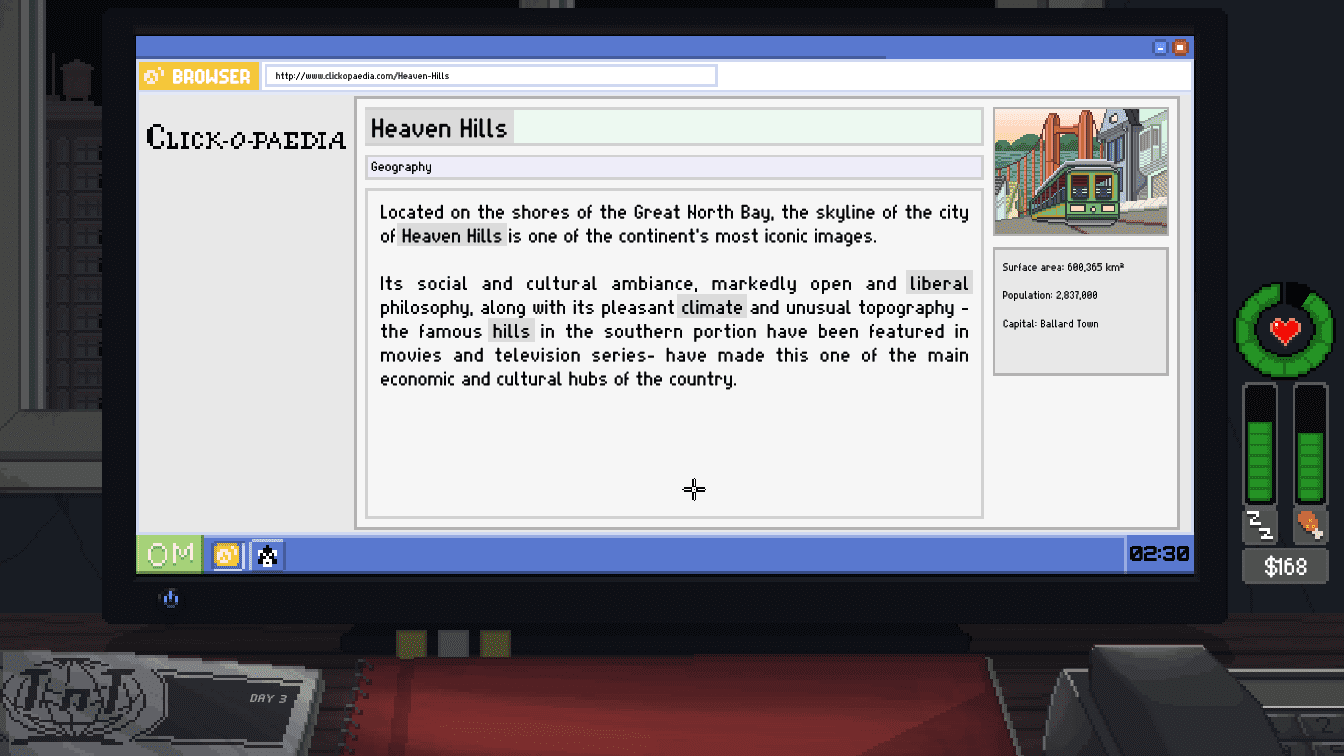 BROWSER
http://www.clickopaedia.com/Heaven-Hills
CLICK-O-PAEDIA
Heaven Hills
Geography
Located on the shores of the Great North Bay, the skyline of the city
of Heaven Hills is one of the continent's most iconic images.
Its social and cultural ambiance, markedly open and liberal
philosophy, along with its pleasant climate and unusual topography -
the famous hills in the southern portion have been featured in
movies and television series- have made this one of the main
economic and cultural hubs of the country.
Surface area: 600,365 km²
Population: 2,837,000
Capital: Ballard Town
OM
02:30
ZZ
$168
TnT
DAY 3